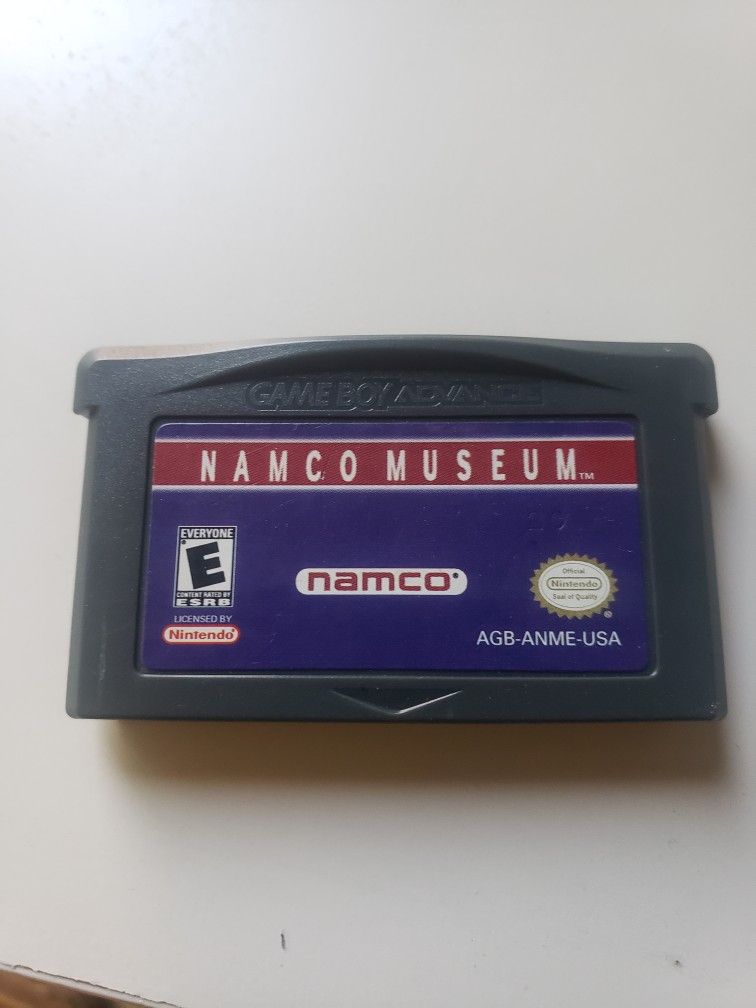 GAME BOY ADVANCE
NAMCO MUSEUM™
EVERYONE
E
CONTENT RATED BY
ESRB
LICENSED BY
Nintendo®
namco®
Official
Nintendo
Seal of Quality
®
AGB-ANME-USA